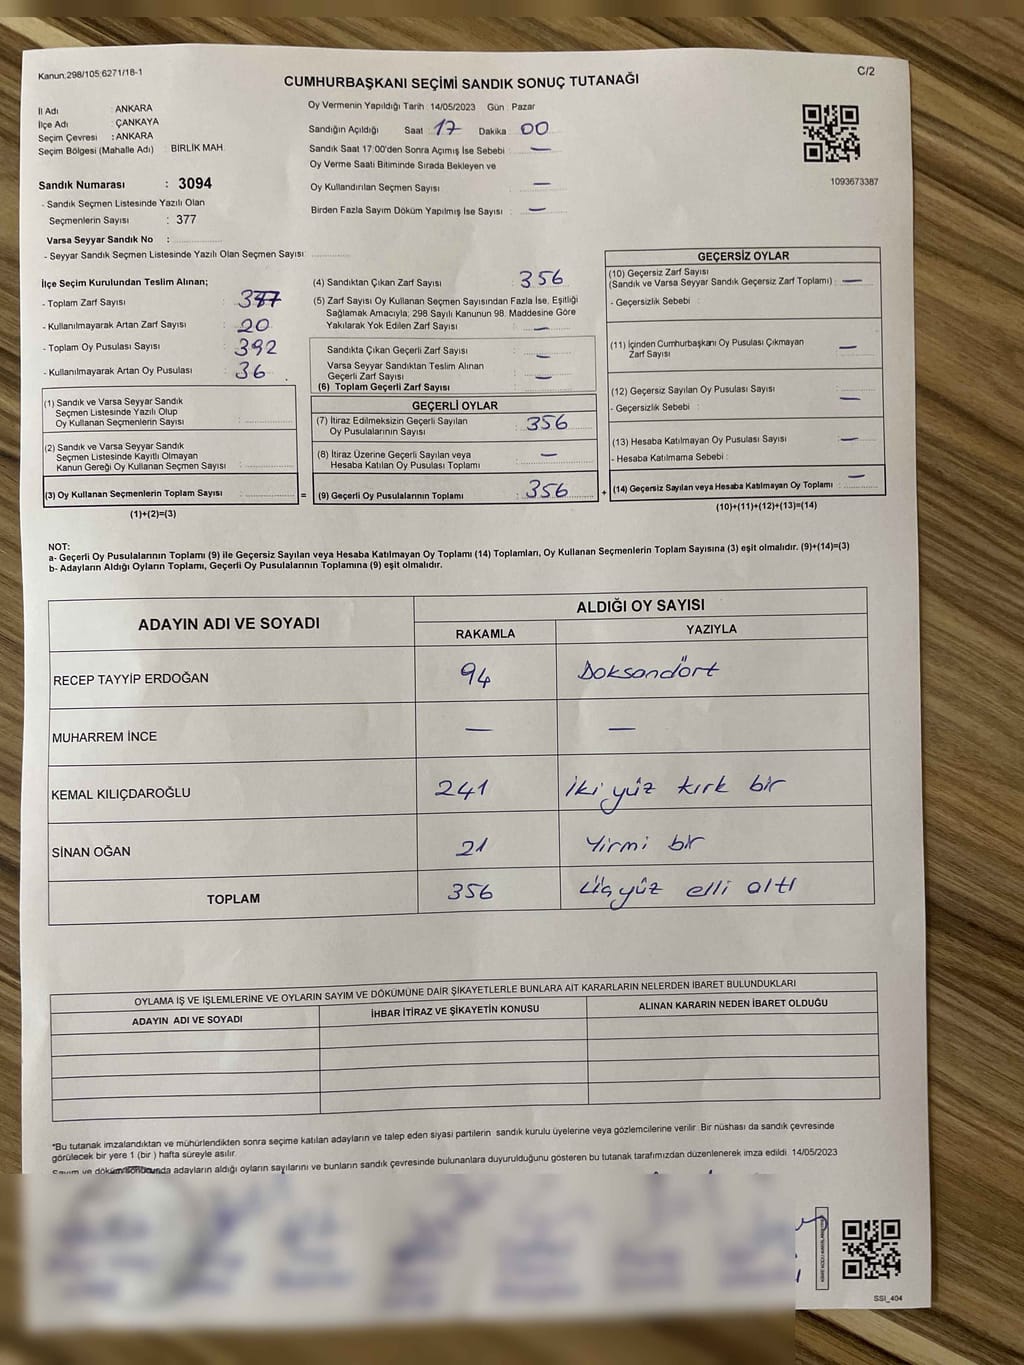 Kanun.298/105 6271/18-1
C/2
CUMHURBAŞKANI SEÇİMİ SANDIK SONUÇ TUTANAĞI
İl Adı : ANKARA
İlçe Adı : ÇANKAYA
Seçim Çevresi : ANKARA
Seçim Bölgesi (Mahalle Adı) : BİRLİK MAH.
Sandık Numarası : 3094
- Sandık Seçmen Listesinde Yazılı Olan
Seçmenlerin Sayısı : 377
Varsa Seyyar Sandık No :
- Seyyar Sandık Seçmen Listesinde Yazılı Olan Seçmen Sayısı :
Oy Vermenin Yapıldığı Tarih : 14/05/2023 Gün : Pazar
Sandığın Açıldığı Saat : 17 Dakika : 00
Sandık Saat 17:00'den Sonra Açımış İse Sebebi : —
Oy Verme Saati Bitiminde Sırada Bekleyen ve
Oy Kullandırılan Seçmen Sayısı : —
Birden Fazla Sayım Döküm Yapılmış İse Sayısı : —
1093673387
İlçe Seçim Kurulundan Teslim Alınan;
- Toplam Zarf Sayısı : 377
- Kullanılmayarak Artan Zarf Sayısı : 20
- Toplam Oy Pusulası Sayısı : 392
- Kullanılmayarak Artan Oy Pusulası : 36
(1) Sandık ve Varsa Seyyar Sandık
Seçmen Listesinde Yazılı Olup
Oy Kullanan Seçmenlerin Sayısı :
(2) Sandık ve Varsa Seyyar Sandık
Seçmen Listesinde Kayıtlı Olmayan
Kanun Gereği Oy Kullanan Seçmen Sayısı :
(3) Oy Kullanan Seçmenlerin Toplam Sayısı :
(1)+(2)=(3)
=
(4) Sandıktan Çıkan Zarf Sayısı : 356
(5) Zarf Sayısı Oy Kullanan Seçmen Sayısından Fazla İse, Eşitliği
Sağlamak Amacıyla; 298 Sayılı Kanunun 98. Maddesine Göre
Yakılarak Yok Edilen Zarf Sayısı : —
Sandıkta Çıkan Geçerli Zarf Sayısı : —
Varsa Seyyar Sandıktan Teslim Alınan
Geçerli Zarf Sayısı : —
(6) Toplam Geçerli Zarf Sayısı :
GEÇERLİ OYLAR
(7) İtiraz Edilmeksizin Geçerli Sayılan
Oy Pusulalarının Sayısı : 356
(8) İtiraz Üzerine Geçerli Sayılan veya
Hesaba Katılan Oy Pusulası Toplamı : —
(9) Geçerli Oy Pusulalarının Toplamı : 356
+
GEÇERSİZ OYLAR
(10) Geçersiz Zarf Sayısı
(Sandık ve Varsa Seyyar Sandık Geçersiz Zarf Toplamı) : —
- Geçersizlik Sebebi :
(11) İçinden Cumhurbaşkanı Oy Pusulası Çıkmayan
Zarf Sayısı : —
(12) Geçersiz Sayılan Oy Pusulası Sayısı : —
- Geçersizlik Sebebi :
(13) Hesaba Katılmayan Oy Pusulası Sayısı : —
- Hesaba Katılmama Sebebi :
(14) Geçersiz Sayılan veya Hesaba Katılmayan Oy Toplamı : —
(10)+(11)+(12)+(13)=(14)
NOT:
a- Geçerli Oy Pusulalarının Toplamı (9) ile Geçersiz Sayılan veya Hesaba Katılmayan Oy Toplamı (14) Toplamları, Oy Kullanan Seçmenlerin Toplam Sayısına (3) eşit olmalıdır. (9)+(14)=(3)
b- Adayların Aldığı Oyların Toplamı, Geçerli Oy Pusulalarının Toplamına (9) eşit olmalıdır.
ADAYIN ADI VE SOYADI
ALDIĞI OY SAYISI
RAKAMLA YAZIYLA
RECEP TAYYİP ERDOĞAN 94 Doksandört
MUHARREM İNCE — —
KEMAL KILIÇDAROĞLU 241 iki yüz kırk bir
SİNAN OĞAN 21 Yirmi bir
TOPLAM 356 Üçyüz elli altı
OYLAMA İŞ VE İŞLEMLERİNE VE OYLARIN SAYIM VE DÖKÜMÜNE DAİR ŞİKAYETLERLE BUNLARA AİT KARARLARIN NELERDEN İBARET BULUNDUKLARI
ADAYIN ADI VE SOYADI İHBAR İTİRAZ VE ŞİKAYETİN KONUSU ALINAN KARARIN NEDEN İBARET OLDUĞU
*Bu tutanak imzalandıktan ve mühürlendikten sonra seçime katılan adayların ve talep eden siyasi partilerin sandık kurulu üyelerine veya gözlemcilerine verilir. Bir nüshası da sandık çevresinde
görülecek bir yere 1 (bir ) hafta süreyle asılır.
Sayım ve döküm sonucunda adayların aldığı oyların sayılarını ve bunların sandık çevresinde bulunanlara duyurulduğunu gösteren bu tutanak tarafımızdan düzenlenerek imza edildi. 14/05/2023
SSI_404